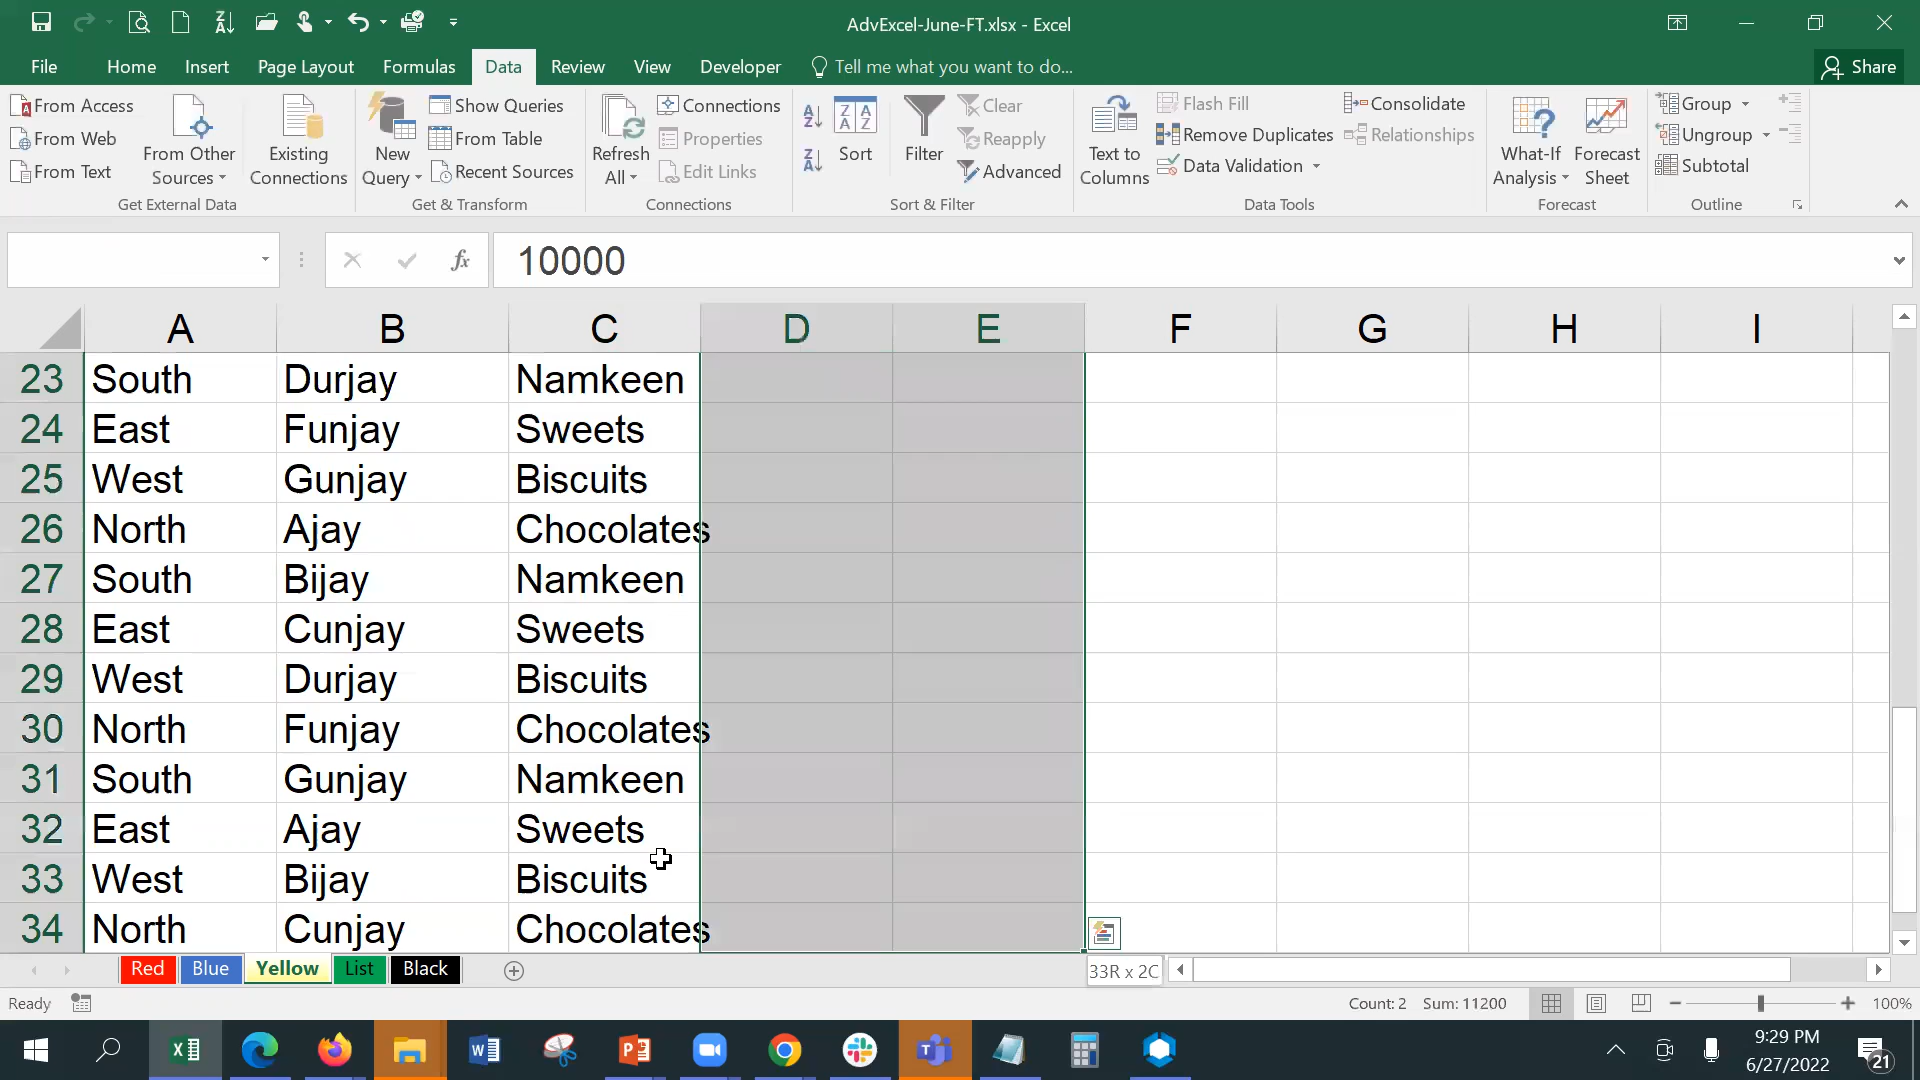 AdvExcel-June-FT.xlsx - Excel
File Home Insert Page Layout Formulas Data Review View Developer Tell me what you want to do... Share
From Access
From Web
From Text
From Other Sources
Existing Connections
Get External Data
New Query
Show Queries
From Table
Recent Sources
Get & Transform
Refresh All
Connections
Properties
Edit Links
Connections
Sort
Filter
Clear
Reapply
Advanced
Sort & Filter
Text to Columns
Flash Fill
Remove Duplicates
Data Validation
Consolidate
Relationships
Data Tools
What-If Analysis
Forecast Sheet
Forecast
Group
Ungroup
Subtotal
Outline
fx 10000
A B C D E F G H I
23 South Durjay Namkeen
24 East Funjay Sweets
25 West Gunjay Biscuits
26 North Ajay Chocolates
27 South Bijay Namkeen
28 East Cunjay Sweets
29 West Durjay Biscuits
30 North Funjay Chocolates
31 South Gunjay Namkeen
32 East Ajay Sweets
33 West Bijay Biscuits
34 North Cunjay Chocolates
Red Blue Yellow List Black
33R x 2C
Ready Count: 2 Sum: 11200 100%
9:29 PM
6/27/2022
21